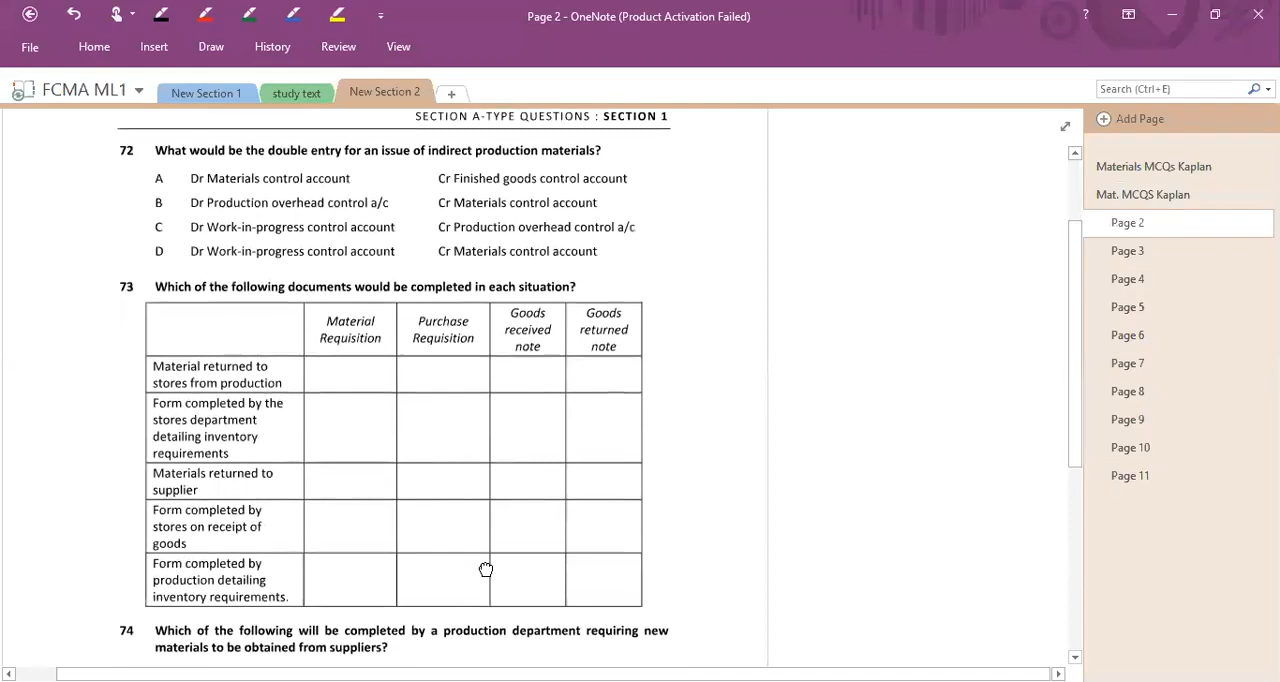 Page 2 - OneNote (Product Activation Failed)
?
File Home Insert Draw History Review View
FCMA ML1 New Section 1 study text New Section 2 +
Search (Ctrl+E)
Add Page
Materials MCQs Kaplan
Mat. MCQS Kaplan
Page 2
Page 3
Page 4
Page 5
Page 6
Page 7
Page 8
Page 9
Page 10
Page 11
SECTION A-TYPE QUESTIONS : SECTION 1
72 What would be the double entry for an issue of indirect production materials?
A Dr Materials control account Cr Finished goods control account
B Dr Production overhead control a/c Cr Materials control account
C Dr Work-in-progress control account Cr Production overhead control a/c
D Dr Work-in-progress control account Cr Materials control account
73 Which of the following documents would be completed in each situation?
Material
Requisition
Purchase
Requisition
Goods
received
note
Goods
returned
note
Material returned to
stores from production
Form completed by the
stores department
detailing inventory
requirements
Materials returned to
supplier
Form completed by
stores on receipt of
goods
Form completed by
production detailing
inventory requirements.
74 Which of the following will be completed by a production department requiring new
materials to be obtained from suppliers?